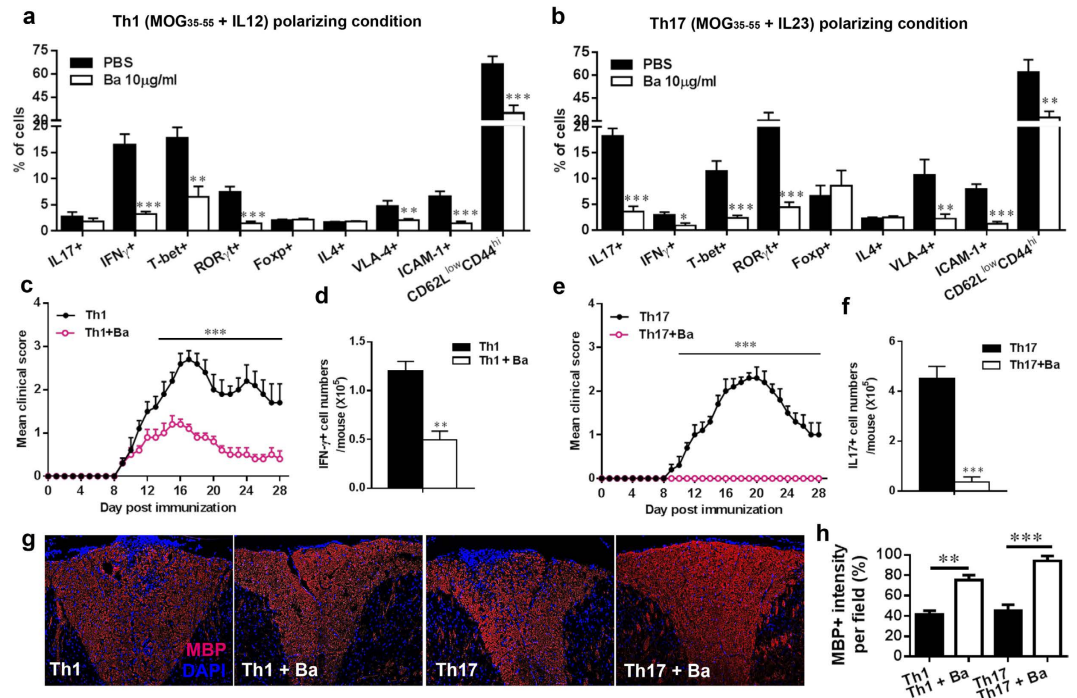 a
Th1 (MOG35-55 + IL12) polarizing condition
% of cells
75
60
45
30
20
15
10
5
0
PBS
Ba 10μg/ml
***
**
***
**
***
***
IL17+
IFNγ+
T-bet+
RORγt+
Foxp+
IL4+
VLA-4+
ICAM-1+
CD62LlowCD44hi
b
Th17 (MOG35-55 + IL23) polarizing condition
% of cells
75
60
45
30
20
15
10
5
0
PBS
Ba 10μg/ml
***
*
***
***
**
***
**
IL17+
IFNγ+
T-bet+
RORγt+
Foxp+
IL4+
VLA-4+
ICAM-1+
CD62LlowCD44hi
c
Mean clinical score
4
3
2
1
0
Th1
Th1+Ba
***
0 4 8 12 16 20 24 28
Day post immunization
d
Th1
Th1 + Ba
IFN-γ+ cell numbers
/mouse (X10⁵)
1.5
1.0
0.5
0.0
**
e
Mean clinical score
4
3
2
1
0
Th17
Th17+Ba
***
0 4 8 12 16 20 24 28
Day post immunization
f
Th17
Th17+Ba
IL17+ cell numbers
/mouse (X10⁵)
6
4
2
0
***
g
MBP
DAPI
Th1
Th1 + Ba
Th17
Th17 + Ba
h
MBP+ intensity
per field (%)
100
80
60
40
20
0
**
***
Th1
Th1 + Ba
Th17
Th17 + Ba